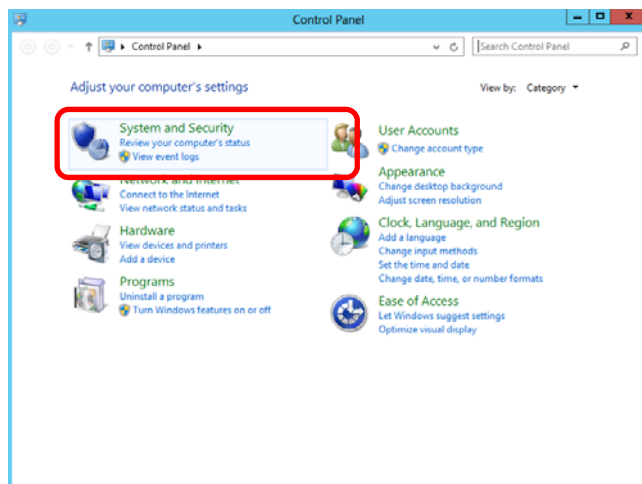 Control Panel
Control Panel
Search Control Panel
Adjust your computer's settings
View by: Category
System and Security
Review your computer's status
View event logs
Network and Internet
Connect to the Internet
View network status and tasks
Hardware
View devices and printers
Add a device
Programs
Uninstall a program
Turn Windows features on or off
User Accounts
Change account type
Appearance
Change desktop background
Adjust screen resolution
Clock, Language, and Region
Add a language
Change input methods
Set the time and date
Change date, time, or number formats
Ease of Access
Let Windows suggest settings
Optimize visual display